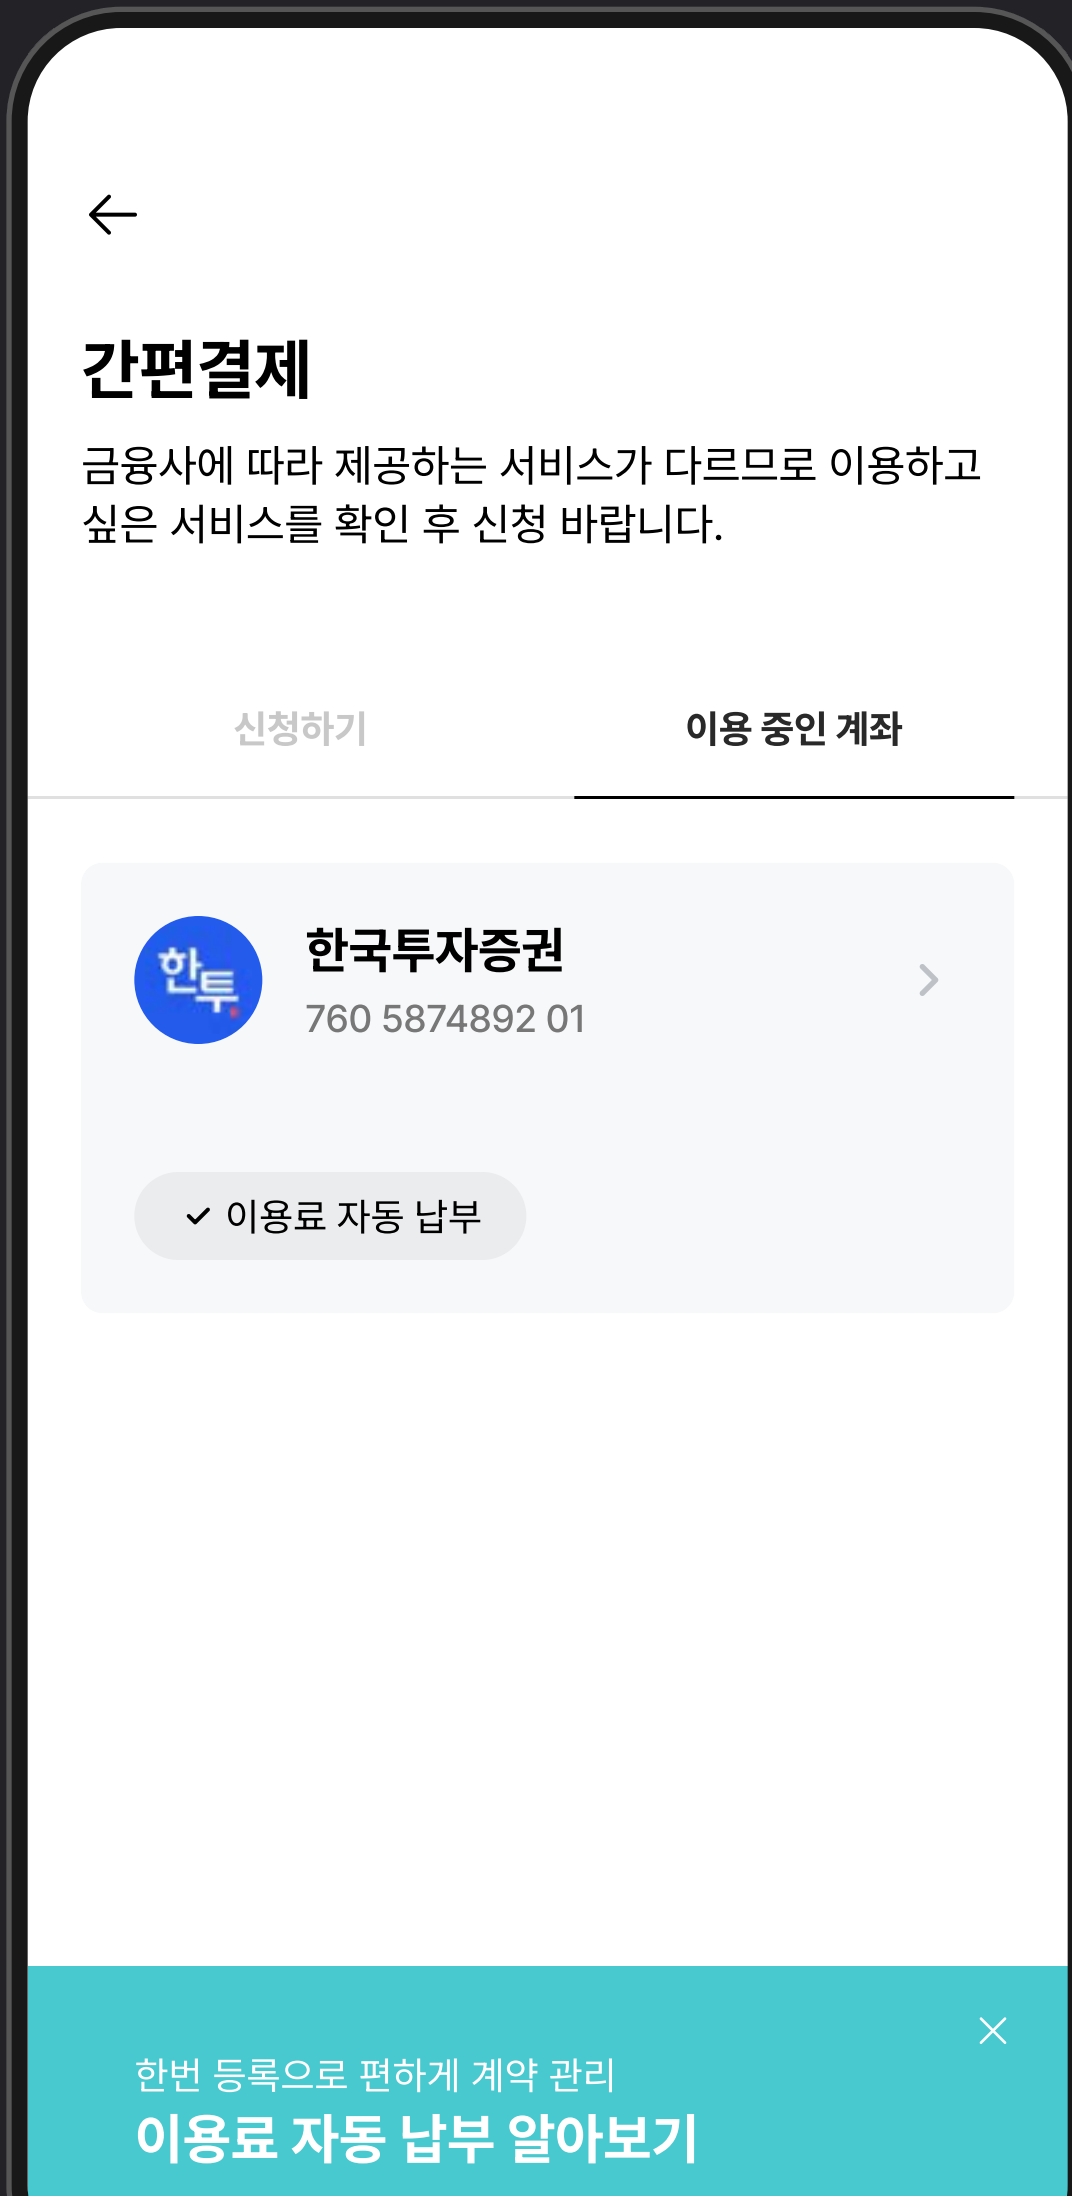 간편결제
금융사에 따라 제공하는 서비스가 다르므로 이용하고
싶은 서비스를 확인 후 신청 바랍니다.
신청하기
이용 중인 계좌
한투
한국투자증권
760 5874892 01
이용료 자동 납부
한번 등록으로 편하게 계약 관리
이용료 자동 납부 알아보기